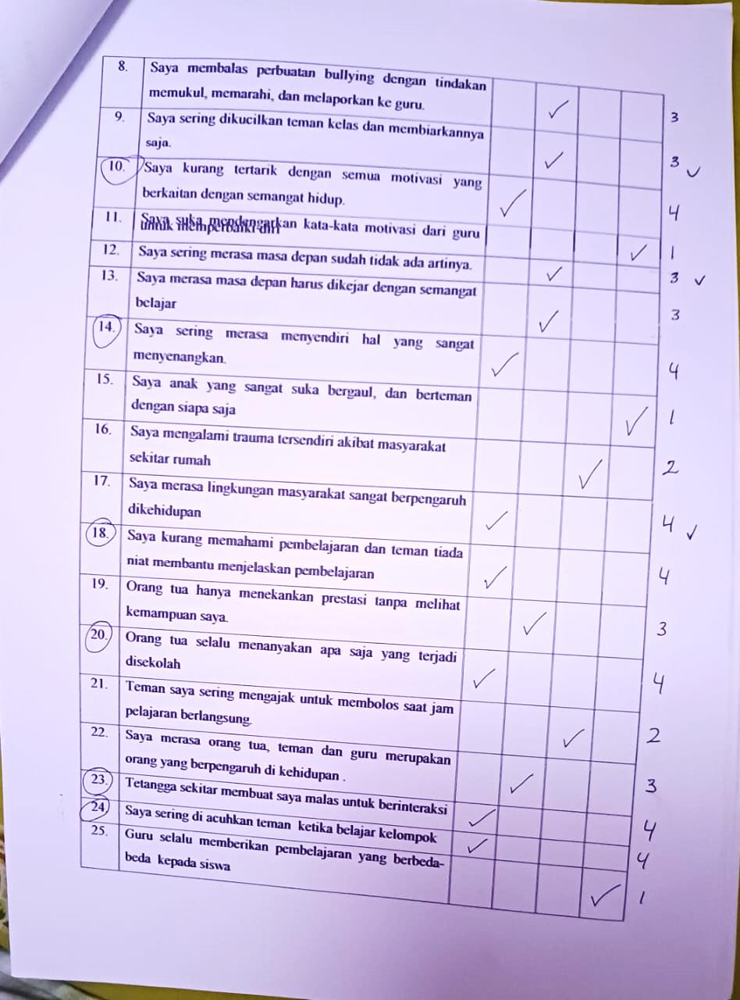 8. Saya membalas perbuatan bullying dengan tindakan
memukul, memarahi, dan melaporkan ke guru. ✓ 3
9. Saya sering dikucilkan teman kelas dan membiarkannya
saja. ✓ 3 ✓
10. Saya kurang tertarik dengan semua motivasi yang
berkaitan dengan semangat hidup. ✓ 4
11. Saya suka mendengarkan kata-kata motivasi dari guru
untuk memperbaiki diri ✓ 1
12. Saya sering merasa masa depan sudah tidak ada artinya. ✓ 3 ✓
13. Saya merasa masa depan harus dikejar dengan semangat
belajar ✓ 3
14. Saya sering merasa menyendiri hal yang sangat
menyenangkan. ✓ 4
15. Saya anak yang sangat suka bergaul, dan berteman
dengan siapa saja ✓ 1
16. Saya mengalami trauma tersendiri akibat masyarakat
sekitar rumah ✓ 2
17. Saya merasa lingkungan masyarakat sangat berpengaruh
dikehidupan ✓ 4 ✓
18. Saya kurang memahami pembelajaran dan teman tiada
niat membantu menjelaskan pembelajaran ✓ 4
19. Orang tua hanya menekankan prestasi tanpa melihat
kemampuan saya. ✓ 3
20. Orang tua selalu menanyakan apa saja yang terjadi
disekolah ✓ 4
21. Teman saya sering mengajak untuk membolos saat jam
pelajaran berlangsung. ✓ 2
22. Saya merasa orang tua, teman dan guru merupakan
orang yang berpengaruh di kehidupan . ✓ 3
23. Tetangga sekitar membuat saya malas untuk berinteraksi ✓ 4
24. Saya sering di acuhkan teman ketika belajar kelompok ✓ 4
25. Guru selalu memberikan pembelajaran yang berbeda-
beda kepada siswa ✓ 1